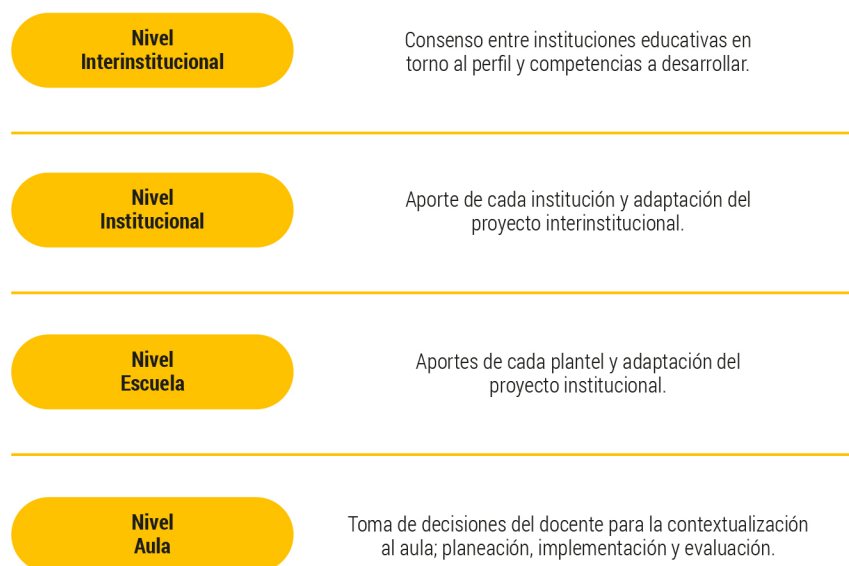 Nivel
Interinstitucional
Consenso entre instituciones educativas en
torno al perfil y competencias a desarrollar.
Nivel
Institucional
Aporte de cada institución y adaptación del
proyecto interinstitucional.
Nivel
Escuela
Aportes de cada plantel y adaptación del
proyecto institucional.
Nivel
Aula
Toma de decisiones del docente para la contextualización
al aula; planeación, implementación y evaluación.